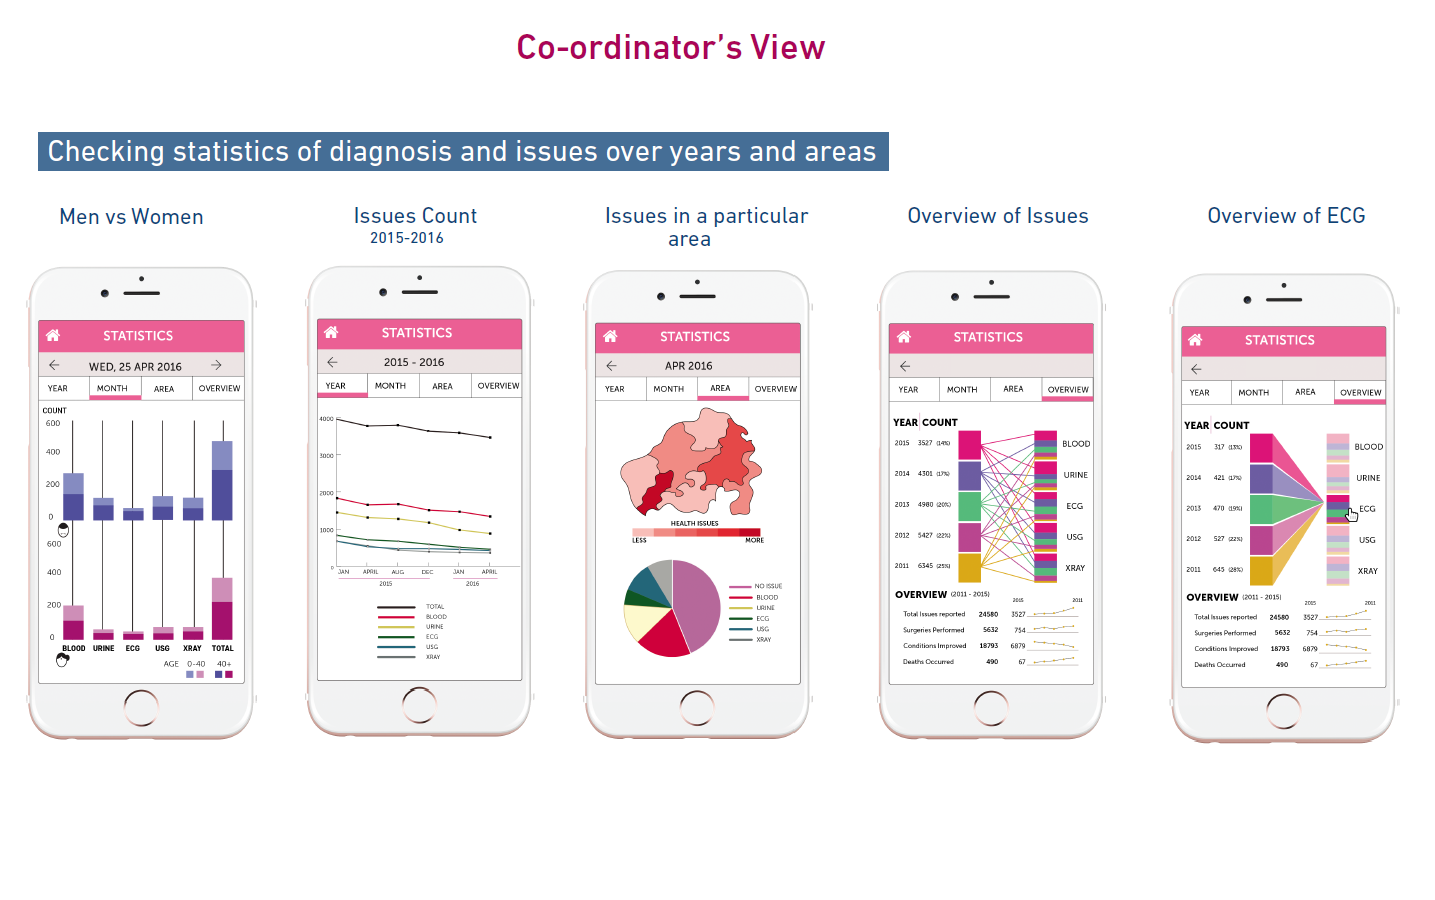 Co-ordinator's View
Checking statistics of diagnosis and issues over years and areas
Men vs Women
STATISTICS
WED, 25 APR 2016
YEAR MONTH AREA OVERVIEW
COUNT
600
400
200
0
600
400
200
0
BLOOD URINE ECG USG XRAY TOTAL
AGE 0-40 40+
Issues Count
2015-2016
STATISTICS
2015 - 2016
YEAR MONTH AREA OVERVIEW
4000
3000
2000
1000
0
JAN APRIL AUG DEC JAN APRIL
2015 2016
TOTAL
BLOOD
URINE
ECG
USG
XRAY
Issues in a particular
area
STATISTICS
APR 2016
YEAR MONTH AREA OVERVIEW
HEALTH ISSUES
LESS MORE
NO ISSUE
BLOOD
URINE
ECG
USG
XRAY
Overview of Issues
STATISTICS
YEAR MONTH AREA OVERVIEW
YEAR COUNT
2015 3527 (14%) BLOOD
2014 4301 (17%) URINE
2013 4980 (20%) ECG
2012 5427 (22%) USG
2011 6345 (25%) XRAY
OVERVIEW (2011 - 2015)
2015 2011
Total Issues reported 24580 3527
Surgeries Performed 5632 754
Conditions Improved 18793 6879
Deaths Occurred 490 67
Overview of ECG
STATISTICS
YEAR MONTH AREA OVERVIEW
YEAR COUNT
2015 317 (13%) BLOOD
2014 421 (17%) URINE
2013 470 (19%) ECG
2012 527 (22%) USG
2011 645 (28%) XRAY
OVERVIEW (2011 - 2015)
2015 2011
Total Issues reported 24580 3527
Surgeries Performed 5632 754
Conditions Improved 18793 6879
Deaths Occurred 490 67